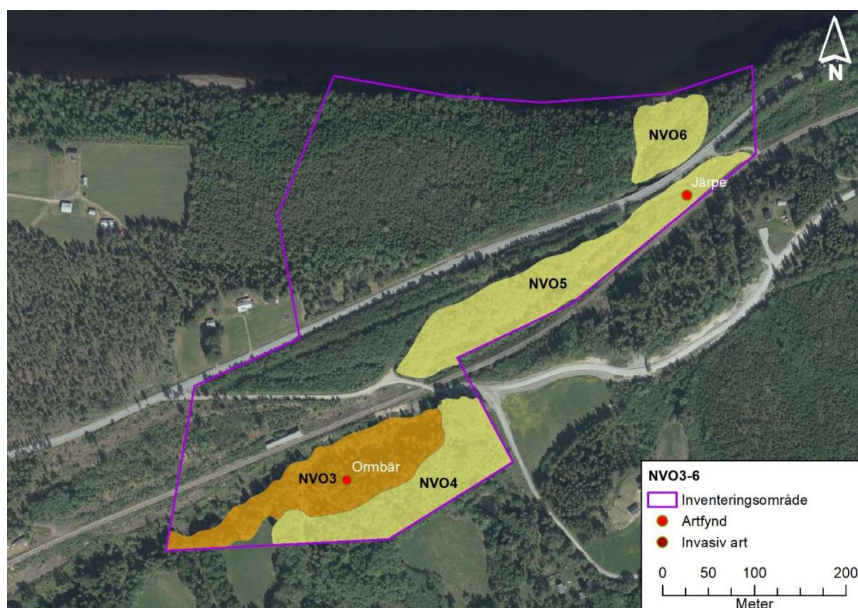 N
NVO6
Järpe
NVO5
Ormbär
NVO3
NVO4
NVO3-6
Inventeringsområde
Artfynd
Invasiv art
0 50 100 200
Meter